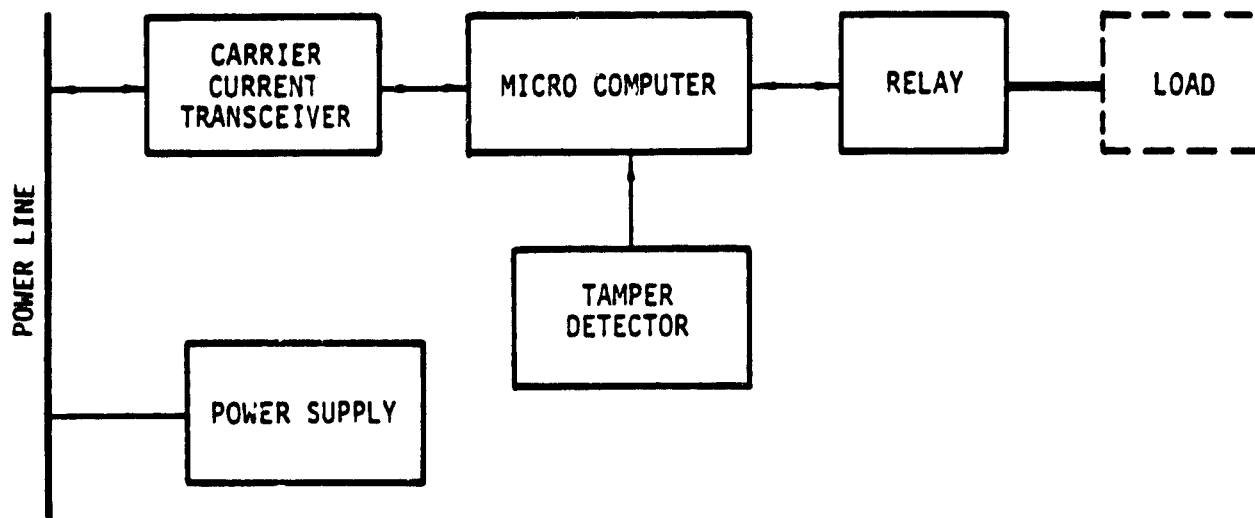 CARRIER
CURRENT
TRANSCEIVER
MICRO COMPUTER
RELAY
LOAD
POWER LINE
TAMPER
DETECTOR
POWER SUPPLY